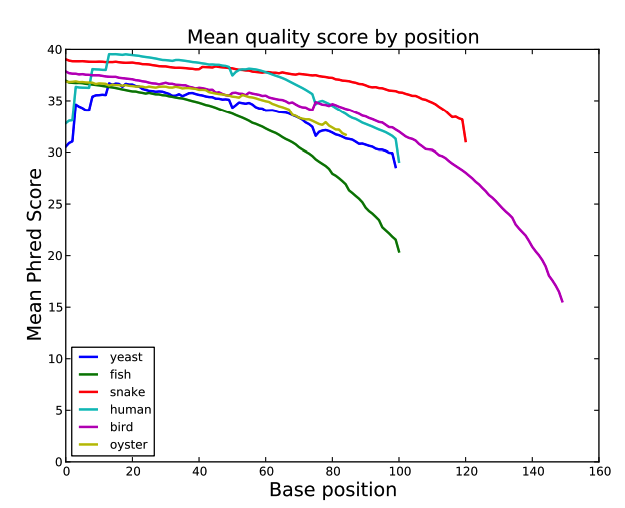 Mean quality score by position
Mean Phred Score
40
35
30
25
20
15
10
5
0
yeast
fish
snake
human
bird
oyster
0 20 40 60 80 100 120 140 160
Base position